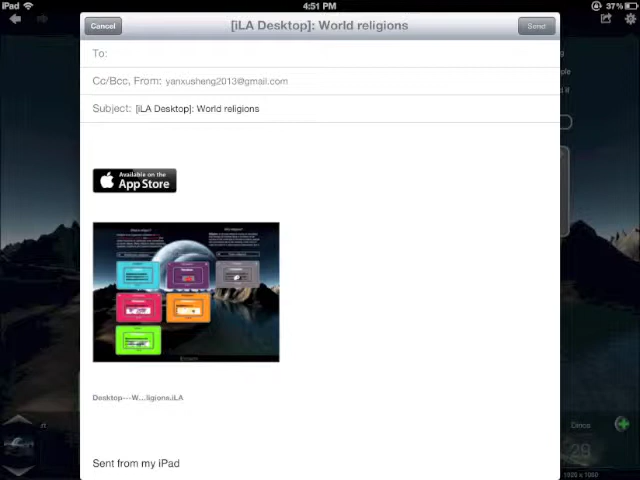 iPad
4:51 PM
37%
Cancel
[iLA Desktop]: World religions
Send
To:
Cc/Bcc, From: yanxusheng2013@gmail.com
Subject: [iLA Desktop]: World religions
Available on the
App Store
Desktop---W...ligions.iLA
Sent from my iPad
29